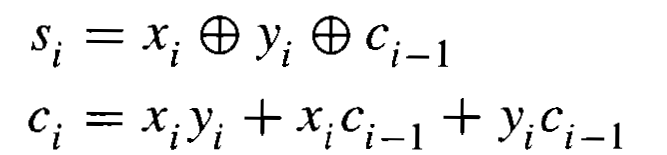 s_i = x_i ⊕ y_i ⊕ c_{i−1}
c_i = x_i y_i + x_i c_{i−1} + y_i c_{i−1}